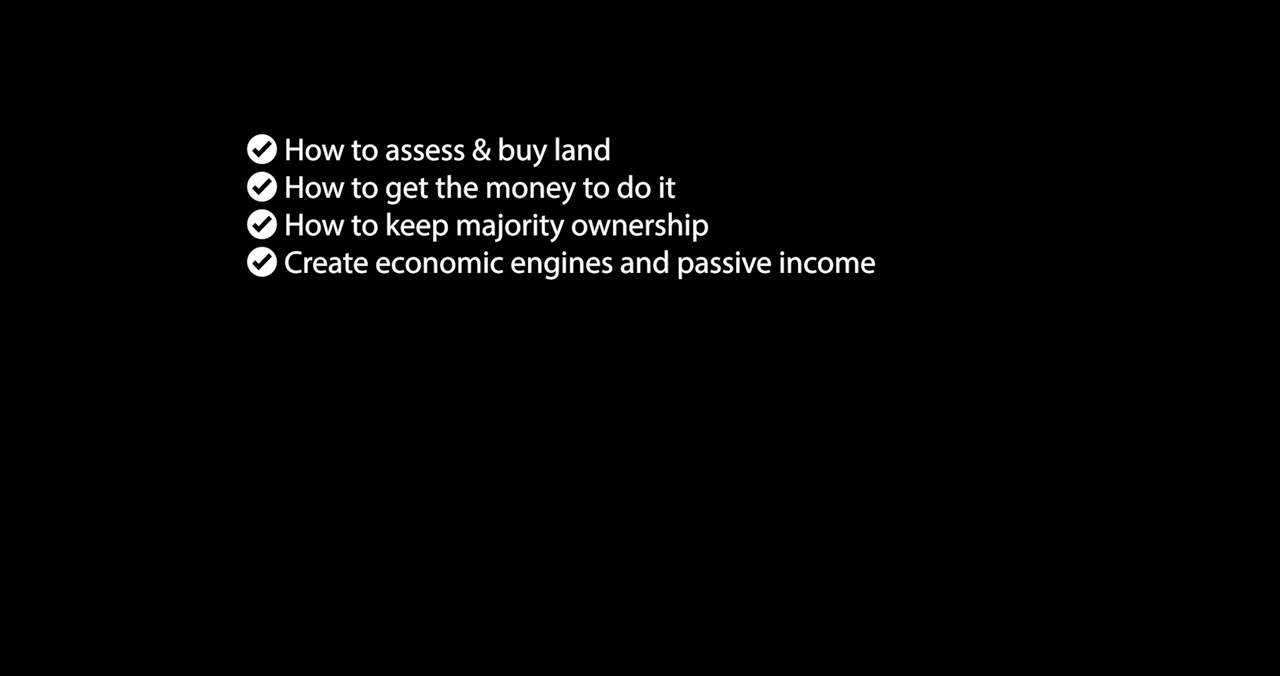 How to assess & buy land
How to get the money to do it
How to keep majority ownership
Create economic engines and passive income